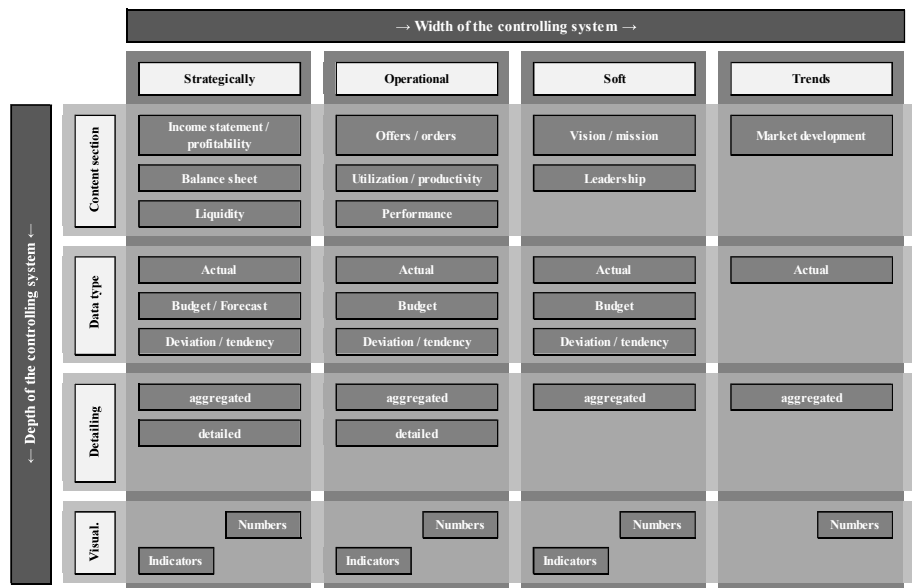 → Width of the controlling system →
Strategically
Operational
Soft
Trends
← Depth of the controlling system ←
Content section
Income statement /
profitability
Offers / orders
Vision / mission
Market development
Balance sheet
Utilization / productivity
Leadership
Liquidity
Performance
Data type
Actual
Actual
Actual
Actual
Budget / Forecast
Budget
Budget
Deviation / tendency
Deviation / tendency
Deviation / tendency
Detailing
aggregated
aggregated
aggregated
aggregated
detailed
detailed
Visual.
Numbers
Numbers
Numbers
Numbers
Indicators
Indicators
Indicators